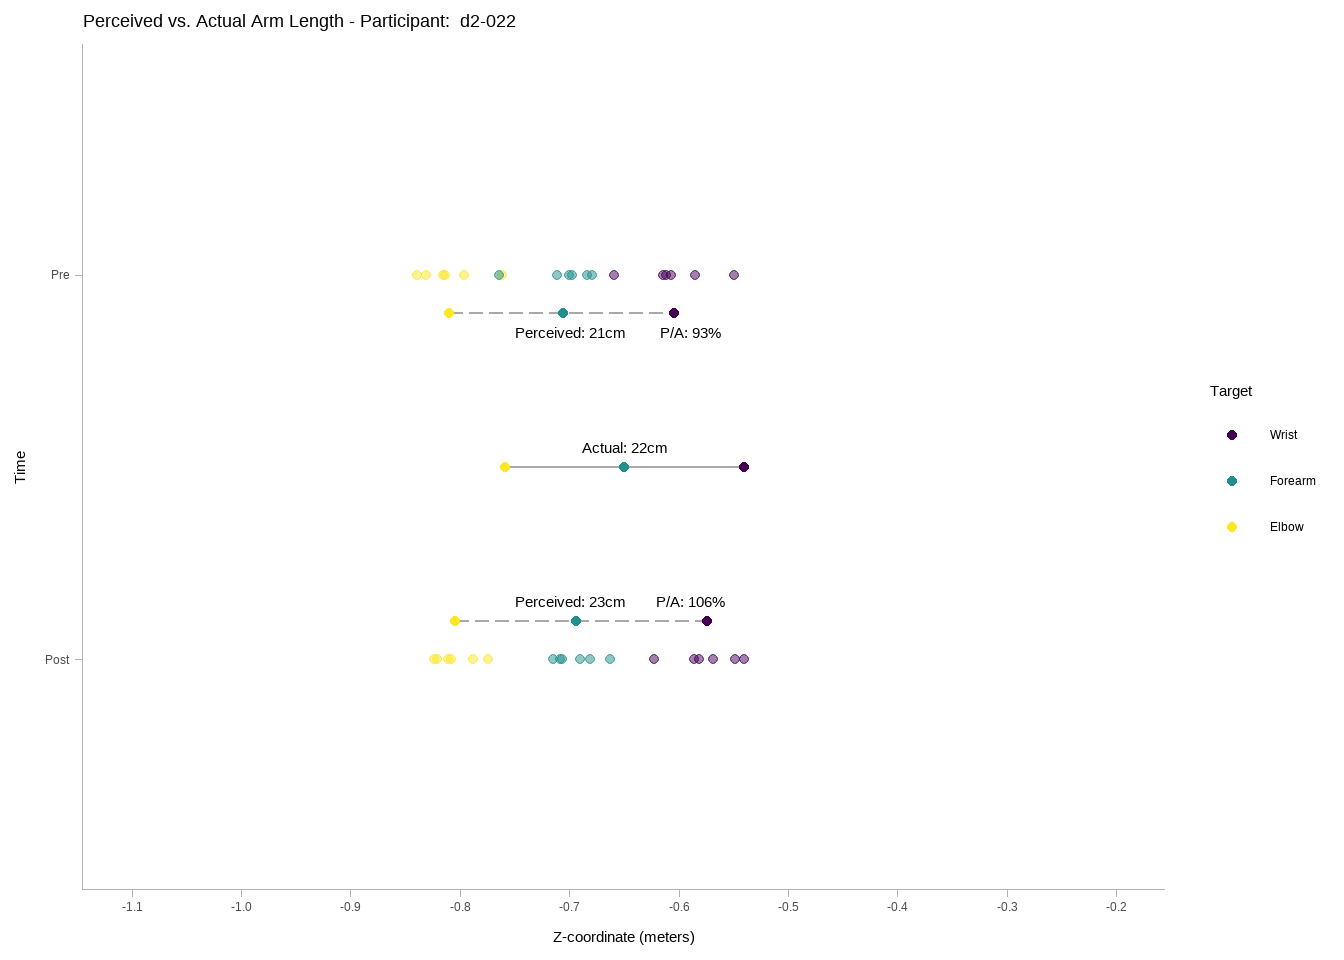 Perceived vs. Actual Arm Length - Participant:  d2-022
Pre
Perceived: 21cm
P/A: 93%
Actual: 22cm
Time
Perceived: 23cm
P/A: 106%
Post
-1.1
-1.0
-0.9
-0.8
-0.7
-0.6
-0.5
-0.4
-0.3
-0.2
Z-coordinate (meters)
Target
Wrist
Forearm
Elbow